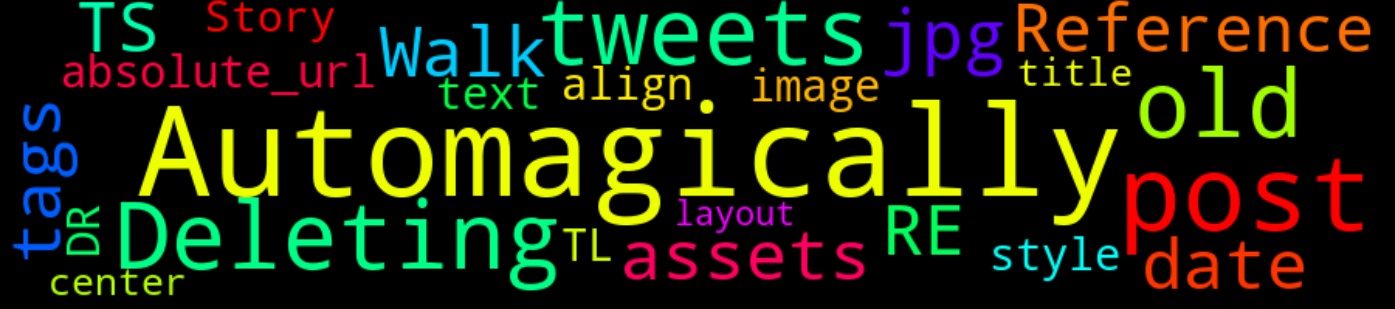 TS
Story
Walk
tweets
jpg
Reference
absolute_url
text
align
image
title
old
tags
Automagically
post
DR
Deleting
TL
layout
assets
RE
style
date
center